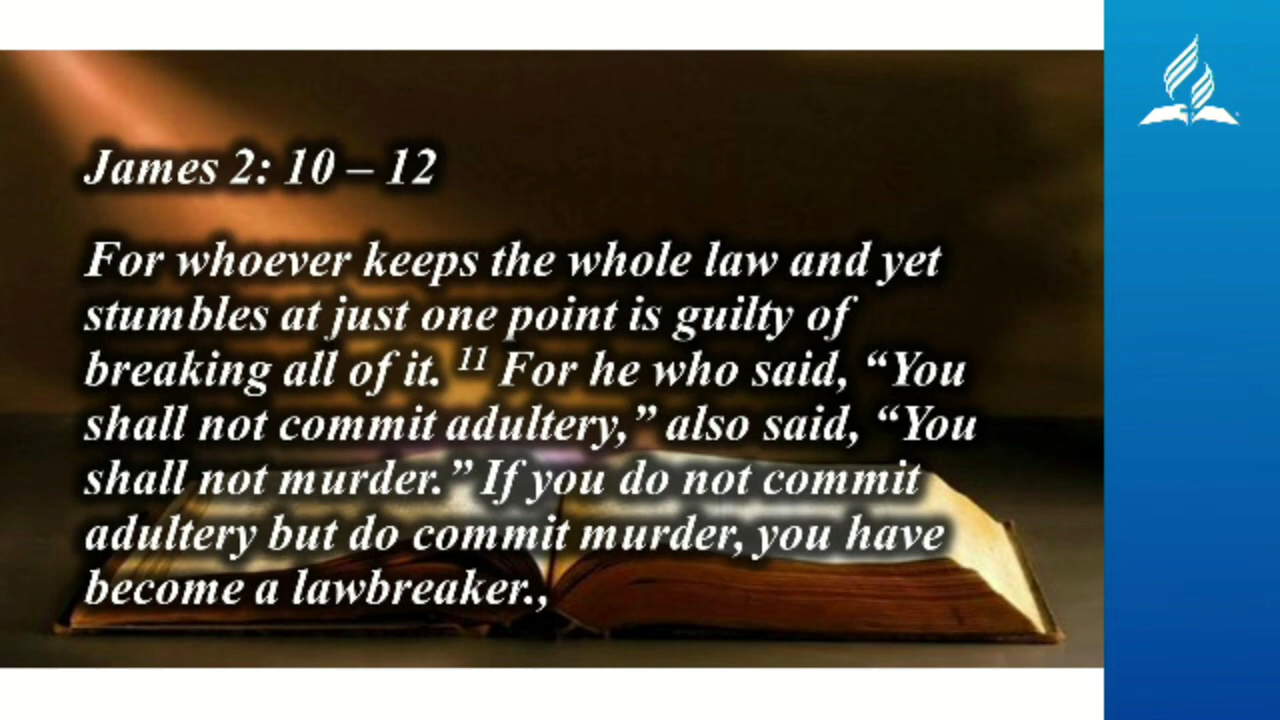 James 2: 10 – 12
For whoever keeps the whole law and yet
stumbles at just one point is guilty of
breaking all of it. 11 For he who said, “You
shall not commit adultery,” also said, “You
shall not murder.” If you do not commit
adultery but do commit murder, you have
become a lawbreaker.,